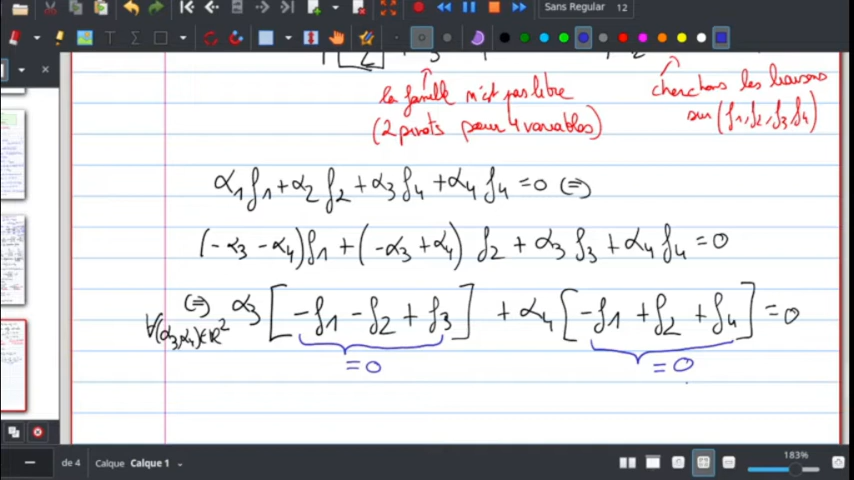 Sans Regular 12
la famille n'est pas libre
(2 pivots pour 4 variables)
cherchons les liaisons
sur (f1, f2, f3, f4)
α1 f1 + α2 f2 + α3 f4 + α4 f4 = 0 (=)
(-α3 - α4) f1 + (-α3 + α4) f2 + α3 f3 + α4 f4 = 0
(=) α3 [-f1 - f2 + f3] + α4 [-f1 + f2 + f4] = 0
∀(α3,α4)∈ℝ²
= 0
= 0
de 4 Calque Calque 1
183%